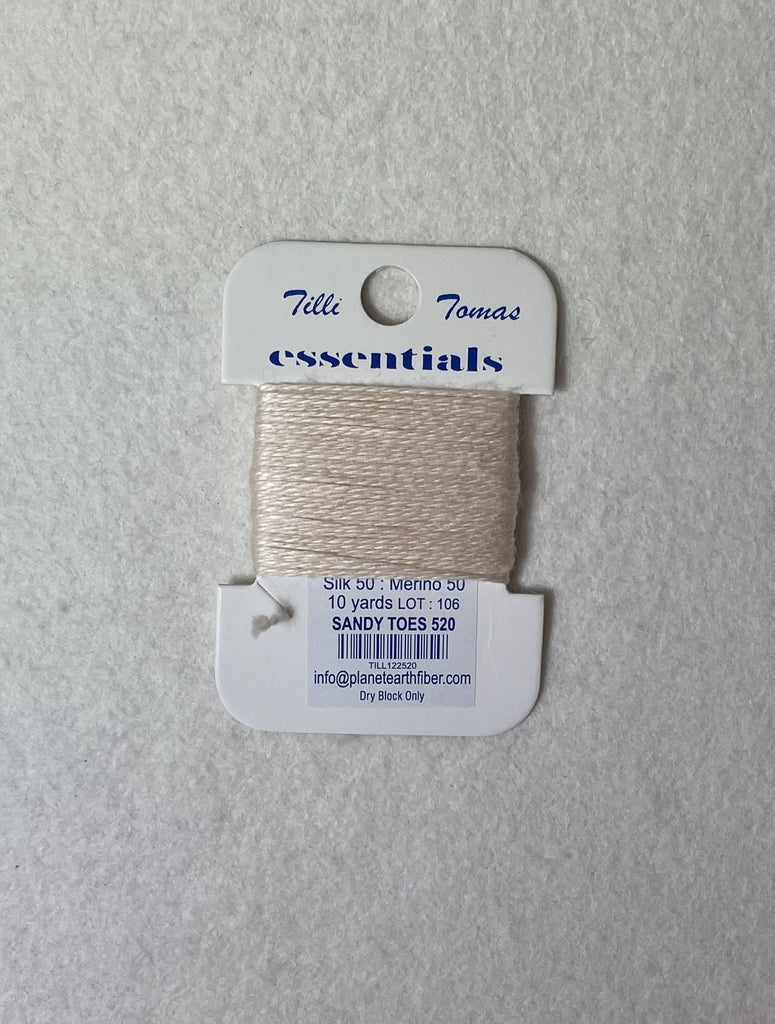 Tilli Tomas
essentials
Silk 50 : Merino 50
10 yards LOT : 106
SANDY TOES 520
TILL122520
info@planetearthfiber.com
Dry Block Only